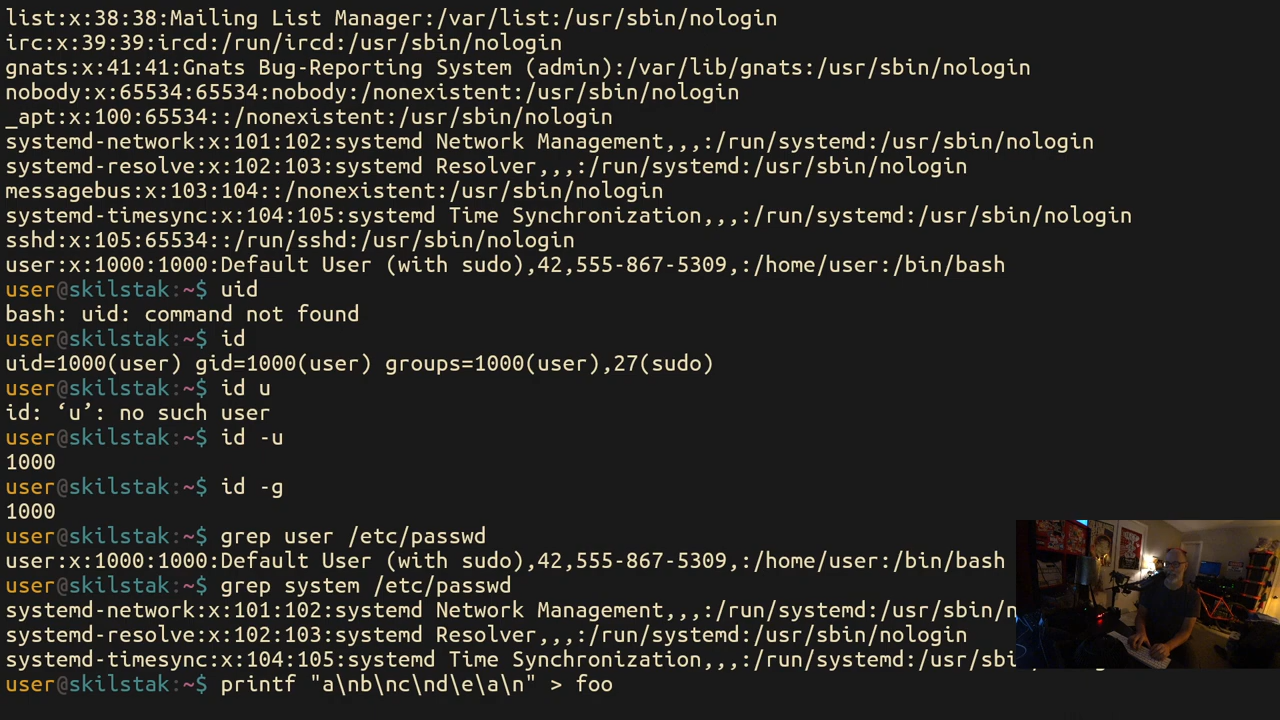 list:x:38:38:Mailing List Manager:/var/list:/usr/sbin/nologin
irc:x:39:39:ircd:/run/ircd:/usr/sbin/nologin
gnats:x:41:41:Gnats Bug-Reporting System (admin):/var/lib/gnats:/usr/sbin/nologin
nobody:x:65534:65534:nobody:/nonexistent:/usr/sbin/nologin
_apt:x:100:65534::/nonexistent:/usr/sbin/nologin
systemd-network:x:101:102:systemd Network Management,,,:/run/systemd:/usr/sbin/nologin
systemd-resolve:x:102:103:systemd Resolver,,,:/run/systemd:/usr/sbin/nologin
messagebus:x:103:104::/nonexistent:/usr/sbin/nologin
systemd-timesync:x:104:105:systemd Time Synchronization,,,:/run/systemd:/usr/sbin/nologin
sshd:x:105:65534::/run/sshd:/usr/sbin/nologin
user:x:1000:1000:Default User (with sudo),42,555-867-5309,:/home/user:/bin/bash
user@skilstak:~$ uid
bash: uid: command not found
user@skilstak:~$ id
uid=1000(user) gid=1000(user) groups=1000(user),27(sudo)
user@skilstak:~$ id u
id: ‘u’: no such user
user@skilstak:~$ id -u
1000
user@skilstak:~$ id -g
1000
user@skilstak:~$ grep user /etc/passwd
user:x:1000:1000:Default User (with sudo),42,555-867-5309,:/home/user:/bin/bash
user@skilstak:~$ grep system /etc/passwd
systemd-network:x:101:102:systemd Network Management,,,:/run/systemd:/usr/sbin/n
systemd-resolve:x:102:103:systemd Resolver,,,:/run/systemd:/usr/sbin/nologin
systemd-timesync:x:104:105:systemd Time Synchronization,,,:/run/systemd:/usr/sbi
user@skilstak:~$ printf "a\nb\nc\nd\e\a\n" > foo